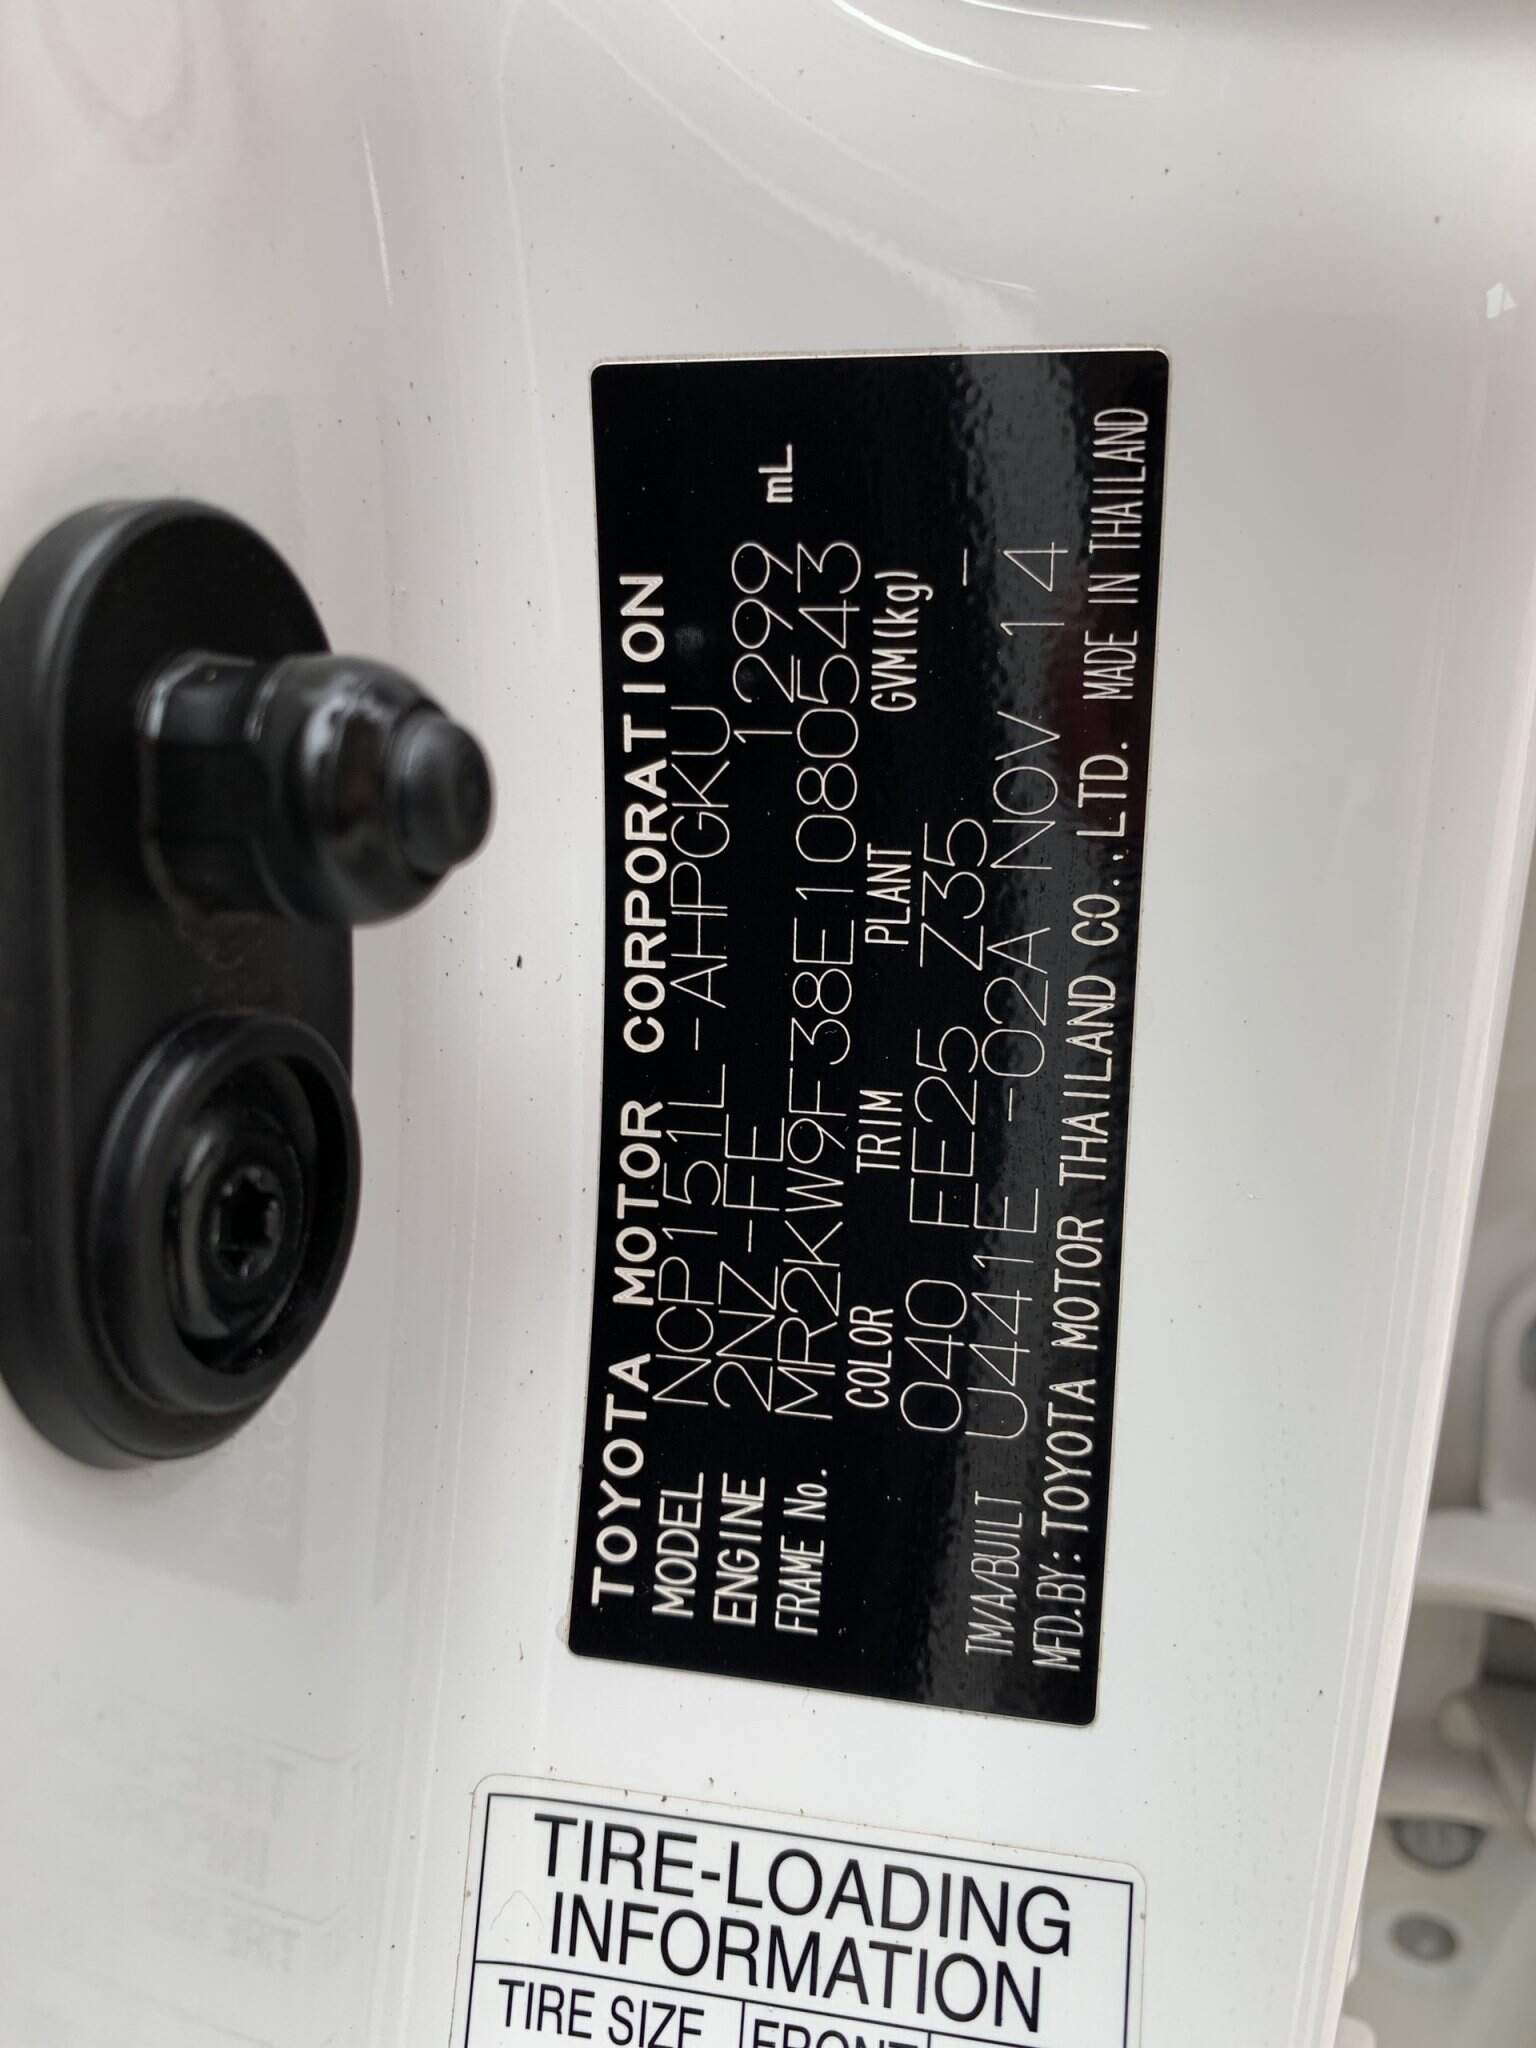 TOYOTA MOTOR CORPORATION
MODEL NCP151L-AHPGKU
ENGINE 2NZ-FE 1299 mL
FRAME No. MR2KW9F38E1080543
COLOR TRIM PLANT GVM(kg)
040 FE25 Z35 -
TM/A/BUILT U441E -02A NOV 14
MFD.BY: TOYOTA MOTOR THAILAND CO.,LTD. MADE IN THAILAND
TIRE-LOADING
INFORMATION
TIRE SIZE FRONT